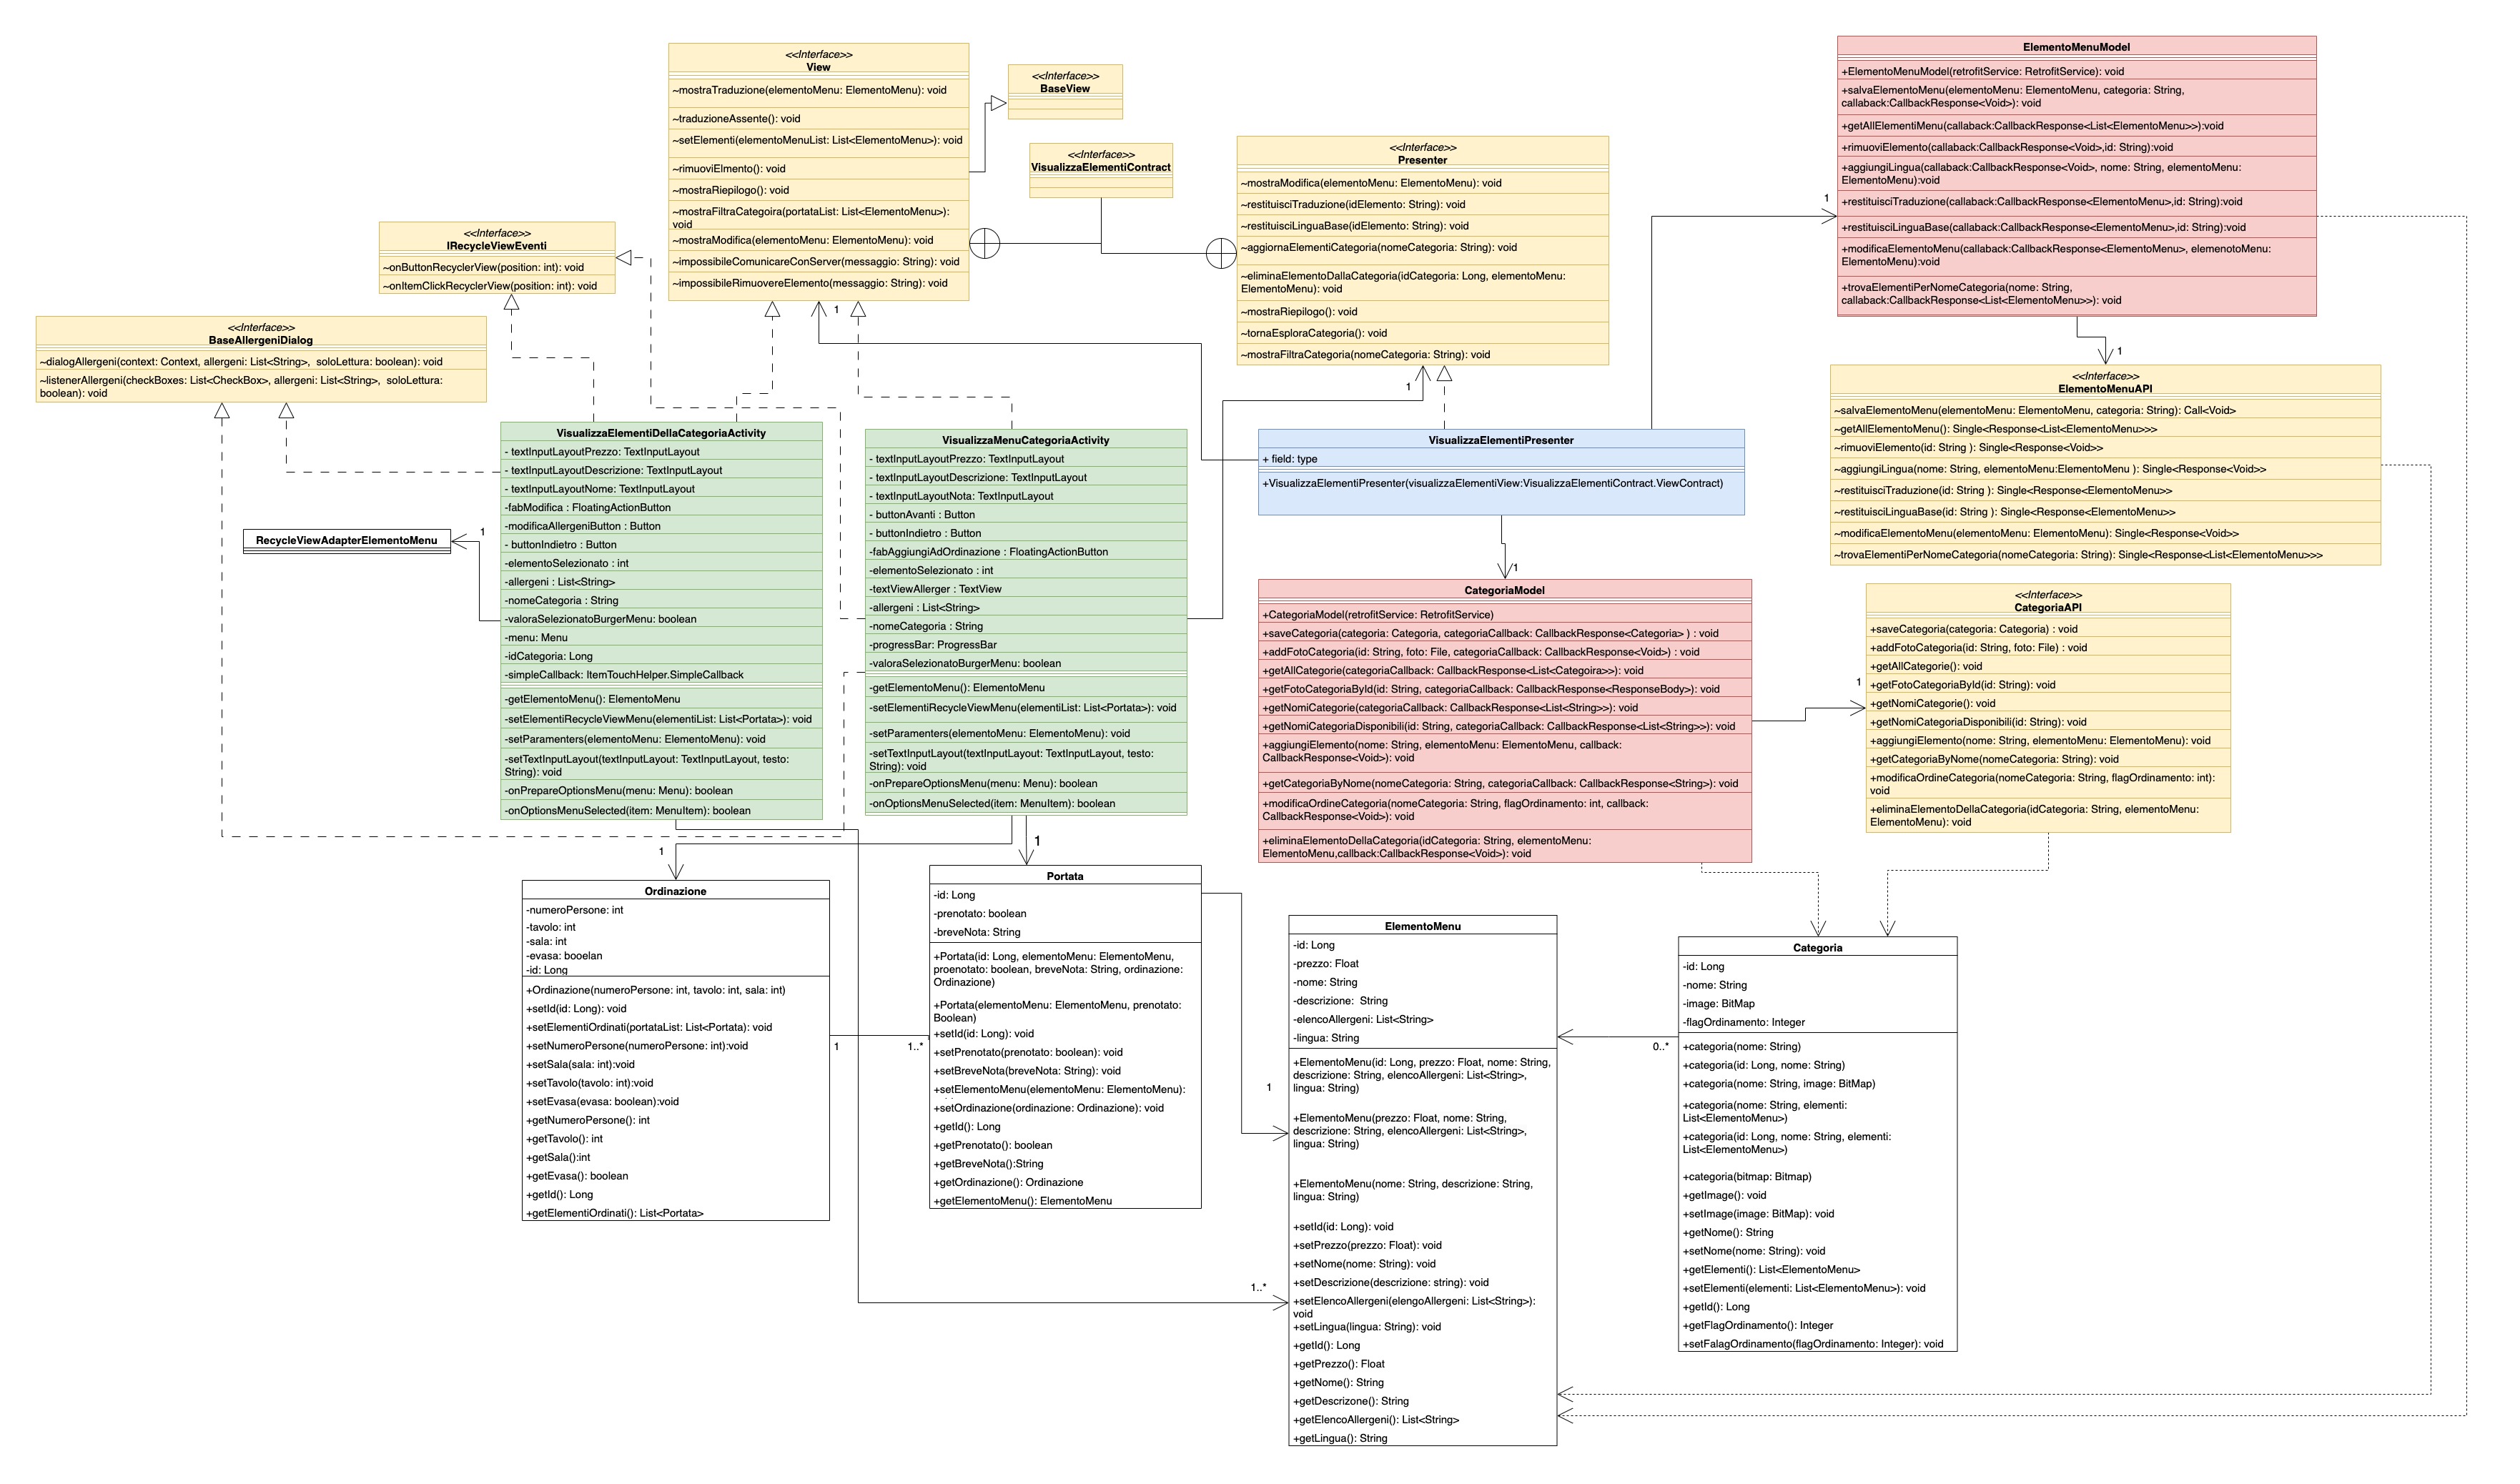 <<Interface>>
View
~mostraTraduzione(elementoMenu: ElementoMenu): void
~traduzioneAssente(): void
~setElementi(elementoMenuList: List<ElementoMenu>): void
~rimuoviElmento(): void
~mostraRiepilogo(): void
~mostraFiltraCategoira(portataList: List<ElementoMenu>):
void
~mostraModifica(elementoMenu: ElementoMenu): void
~impossibileComunicareConServer(messaggio: String): void
~impossibileRimuovereElemento(messaggio: String): void
<<Interface>>
BaseView
<<Interface>>
VisualizzaElementiContract
<<Interface>>
Presenter
~mostraModifica(elementoMenu: ElementoMenu): void
~restituisciTraduzione(idElemento: String): void
~restituisciLinguaBase(idElemento: String): void
~aggiornaElementiCategoria(nomeCategoria: String): void
~eliminaElementoDallaCategoria(idCategoria: Long, elementoMenu:
ElementoMenu): void
~mostraRiepilogo(): void
~tornaEsploraCategoria(): void
~mostraFiltraCategoria(nomeCategoria: String): void
ElementoMenuModel
+ElementoMenuModel(retrofitService: RetrofitService): void
+salvaElementoMenu(elementoMenu: ElementoMenu, categoria: String,
callaback:CallbackResponse<Void>): void
+getAllElementiMenu(callaback:CallbackResponse<List<ElementoMenu>>):void
+rimuoviElemento(callaback:CallbackResponse<Void>,id: String):void
+aggiungiLingua(callaback:CallbackResponse<Void>, nome: String, elementoMenu:
ElementoMenu):void
+restituisciTraduzione(callaback:CallbackResponse<ElementoMenu>,id: String):void
+restituisciLinguaBase(callaback:CallbackResponse<ElementoMenu>,id: String):void
+modificaElementoMenu(callaback:CallbackResponse<ElementoMenu>, elemenotoMenu:
ElementoMenu):void
+trovaElementiPerNomeCategoria(nome: String,
callaback:CallbackResponse<List<ElementoMenu>>): void
1
1
<<Interface>>
IRecycleViewEventi
~onButtonRecyclerView(position: int): void
~onItemClickRecyclerView(position: int): void
<<Interface>>
BaseAllergeniDialog
~dialogAllergeni(context: Context, allergeni: List<String>,  soloLettura: boolean): void
~listenerAllergeni(checkBoxes: List<CheckBox>, allergeni: List<String>,  soloLettura:
boolean): void
1
1
<<Interface>>
ElementoMenuAPI
~salvaElementoMenu(elementoMenu: ElementoMenu, categoria: String): Call<Void>
~getAllElementoMenu(): Single<Response<List<ElementoMenu>>>
~rimuoviElemento(id: String ): Single<Response<Void>>
~aggiungiLingua(nome: String, elementoMenu:ElementoMenu ): Single<Response<Void>>
~restituisciTraduzione(id: String ): Single<Response<ElementoMenu>>
~restituisciLinguaBase(id: String ): Single<Response<ElementoMenu>>
~modificaElementoMenu(elementoMenu: ElementoMenu): Single<Response<Void>>
~trovaElementiPerNomeCategoria(nomeCategoria: String): Single<Response<List<ElementoMenu>>>
VisualizzaElementiDellaCategoriaActivity
- textInputLayoutPrezzo: TextInputLayout
- textInputLayoutDescrizione: TextInputLayout
- textInputLayoutNome: TextInputLayout
-fabModifica : FloatingActionButton
-modificaAllergeniButton : Button
- buttonIndietro : Button
-elementoSelezionato : int
-allergeni : List<String>
-nomeCategoria : String
-valoraSelezionatoBurgerMenu: boolean
-menu: Menu
-idCategoria: Long
-simpleCallback: ItemTouchHelper.SimpleCallback
-getElementoMenu(): ElementoMenu
-setElementiRecycleViewMenu(elementiList: List<Portata>): void
-setParamenters(elementoMenu: ElementoMenu): void
-setTextInputLayout(textInputLayout: TextInputLayout, testo:
String): void
-onPrepareOptionsMenu(menu: Menu): boolean
-onOptionsMenuSelected(item: MenuItem): boolean
VisualizzaMenuCategoriaActivity
- textInputLayoutPrezzo: TextInputLayout
- textInputLayoutDescrizione: TextInputLayout
- textInputLayoutNota: TextInputLayout
- buttonAvanti : Button
- buttonIndietro : Button
-fabAggiungiAdOrdinazione : FloatingActionButton
-elementoSelezionato : int
-textViewAllerger : TextView
-allergeni : List<String>
-nomeCategoria : String
-progressBar: ProgressBar
-valoraSelezionatoBurgerMenu: boolean
-getElementoMenu(): ElementoMenu
-setElementiRecycleViewMenu(elementiList: List<Portata>): void
-setParamenters(elementoMenu: ElementoMenu): void
-setTextInputLayout(textInputLayout: TextInputLayout, testo:
String): void
-onPrepareOptionsMenu(menu: Menu): boolean
-onOptionsMenuSelected(item: MenuItem): boolean
VisualizzaElementiPresenter
+ field: type
+VisualizzaElementiPresenter(visualizzaElementiView:VisualizzaElementiContract.ViewContract)
1
RecycleViewAdapterElementoMenu
1
CategoriaModel
+CategoriaModel(retrofitService: RetrofitService)
+saveCategoria(categoria: Categoria, categoriaCallback: CallbackResponse<Categoria> ) : void
+addFotoCategoria(id: String, foto: File, categoriaCallback: CallbackResponse<Void>) : void
+getAllCategorie(categoriaCallback: CallbackResponse<List<Categoira>>): void
+getFotoCategoriaById(id: String, categoriaCallback: CallbackResponse<ResponseBody>): void
+getNomiCategorie(categoriaCallback: CallbackResponse<List<String>>): void
+getNomiCategoriaDisponibili(id: String, categoriaCallback: CallbackResponse<List<String>>): void
+aggiungiElemento(nome: String, elementoMenu: ElementoMenu, callback:
CallbackResponse<Void>): void
+getCategoriaByNome(nomeCategoria: String, categoriaCallback: CallbackResponse<String>): void
+modificaOrdineCategoria(nomeCategoria: String, flagOrdinamento: int, callback:
CallbackResponse<Void>): void
+eliminaElementoDellaCategoria(idCategoria: String, elementoMenu:
ElementoMenu,callback:CallbackResponse<Void>): void
1
<<Interface>>
CategoriaAPI
+saveCategoria(categoria: Categoria) : void
+addFotoCategoria(id: String, foto: File) : void
+getAllCategorie(): void
+getFotoCategoriaById(id: String): void
+getNomiCategorie(): void
+getNomiCategoriaDisponibili(id: String): void
+aggiungiElemento(nome: String, elementoMenu: ElementoMenu): void
+getCategoriaByNome(nomeCategoria: String): void
+modificaOrdineCategoria(nomeCategoria: String, flagOrdinamento: int):
void
+eliminaElementoDellaCategoria(idCategoria: String, elementoMenu:
ElementoMenu): void
1
1
Ordinazione
-numeroPersone: int
-tavolo: int
-sala: int
-evasa: booelan
-id: Long
+Ordinazione(numeroPersone: int, tavolo: int, sala: int)
+setId(id: Long): void
+setElementiOrdinati(portataList: List<Portata): void
+setNumeroPersone(numeroPersone: int):void
+setSala(sala: int):void
+setTavolo(tavolo: int):void
+setEvasa(evasa: boolean):void
+getNumeroPersone(): int
+getTavolo(): int
+getSala():int
+getEvasa(): boolean
+getId(): Long
+getElementiOrdinati(): List<Portata>
1
1..*
Portata
-id: Long
-prenotato: boolean
-breveNota: String
+Portata(id: Long, elementoMenu: ElementoMenu,
proenotato: boolean, breveNota: String, ordinazione:
Ordinazione)
+Portata(elementoMenu: ElementoMenu, prenotato:
Boolean)
+setId(id: Long): void
+setPrenotato(prenotato: boolean): void
+setBreveNota(breveNota: String): void
+setElementoMenu(elementoMenu: ElementoMenu):
+setOrdinazione(ordinazione: Ordinazione): void
+getId(): Long
+getPrenotato(): boolean
+getBreveNota():String
+getOrdinazione(): Ordinazione
+getElementoMenu(): ElementoMenu
1
1..*
ElementoMenu
-id: Long
-prezzo: Float
-nome: String
-descrizione:  String
-elencoAllergeni: List<String>
-lingua: String
+ElementoMenu(id: Long, prezzo: Float, nome: String,
descrizione: String, elencoAllergeni: List<String>,
lingua: String)
+ElementoMenu(prezzo: Float, nome: String,
descrizione: String, elencoAllergeni: List<String>,
lingua: String)
+ElementoMenu(nome: String, descrizione: String,
lingua: String)
+setId(id: Long): void
+setPrezzo(prezzo: Float): void
+setNome(nome: String): void
+setDescrizione(descrizione: string): void
+setElencoAllergeni(elengoAllergeni: List<String>):
void
+setLingua(lingua: String): void
+getId(): Long
+getPrezzo(): Float
+getNome(): String
+getDescrizone(): String
+getElencoAllergeni(): List<String>
+getLingua(): String
0..*
Categoria
-id: Long
-nome: String
-image: BitMap
-flagOrdinamento: Integer
+categoria(nome: String)
+categoria(id: Long, nome: String)
+categoria(nome: String, image: BitMap)
+categoria(nome: String, elementi:
List<ElementoMenu>)
+categoria(id: Long, nome: String, elementi:
List<ElementoMenu>)
+categoria(bitmap: Bitmap)
+getImage(): void
+setImage(image: BitMap): void
+getNome(): String
+setNome(nome: String): void
+getElementi(): List<ElementoMenu>
+setElementi(elementi: List<ElementoMenu>): void
+getId(): Long
+getFlagOrdinamento(): Integer
+setFalagOrdinamento(flagOrdinamento: Integer): void